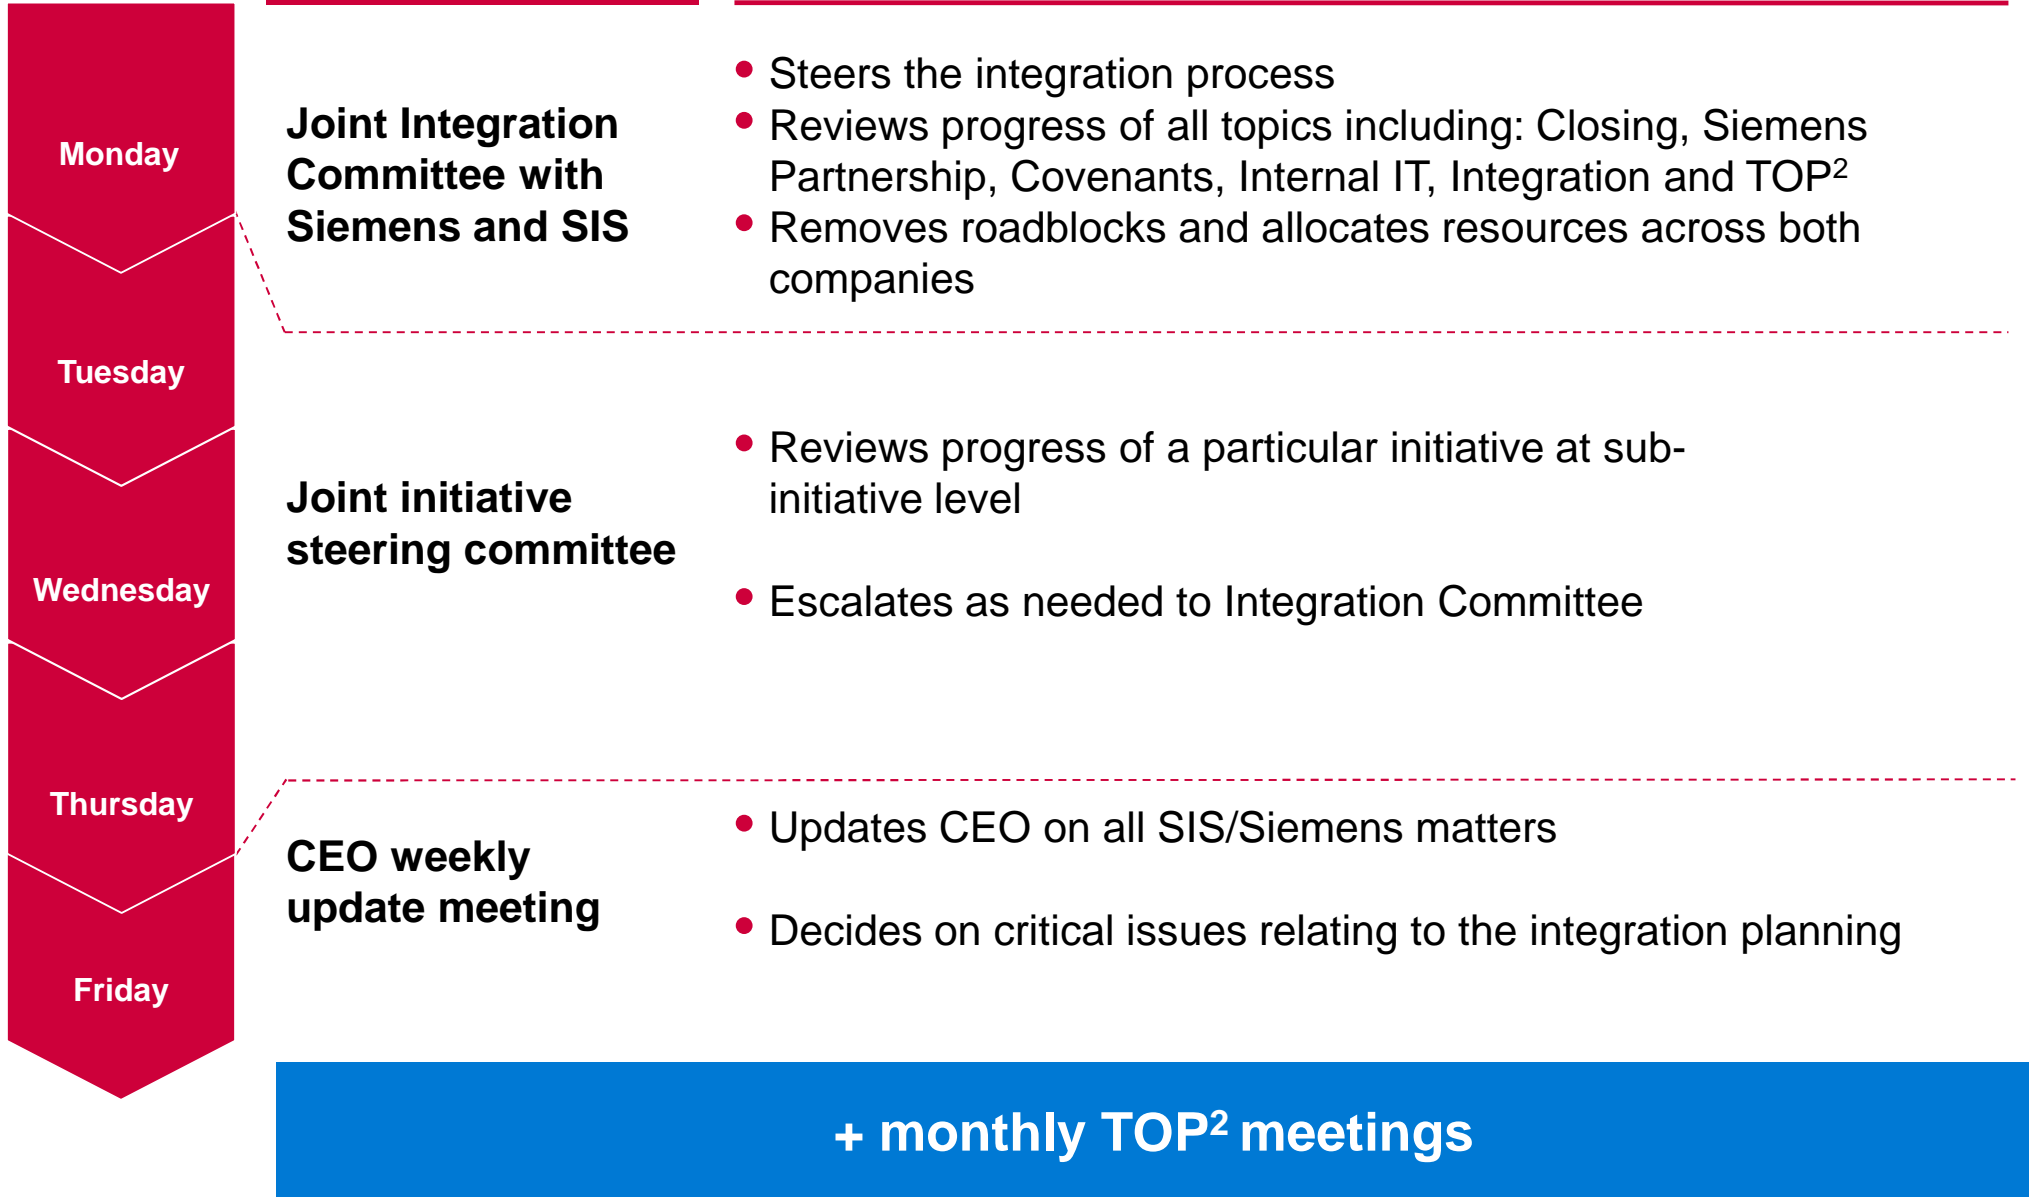 Monday
Joint Integration
Committee with
Siemens and SIS
• Steers the integration process
• Reviews progress of all topics including: Closing, Siemens
Partnership, Covenants, Internal IT, Integration and TOP²
• Removes roadblocks and allocates resources across both
companies
Tuesday
Wednesday
Joint initiative
steering committee
• Reviews progress of a particular initiative at sub-
initiative level
• Escalates as needed to Integration Committee
Thursday
Friday
CEO weekly
update meeting
• Updates CEO on all SIS/Siemens matters
• Decides on critical issues relating to the integration planning
+ monthly TOP² meetings